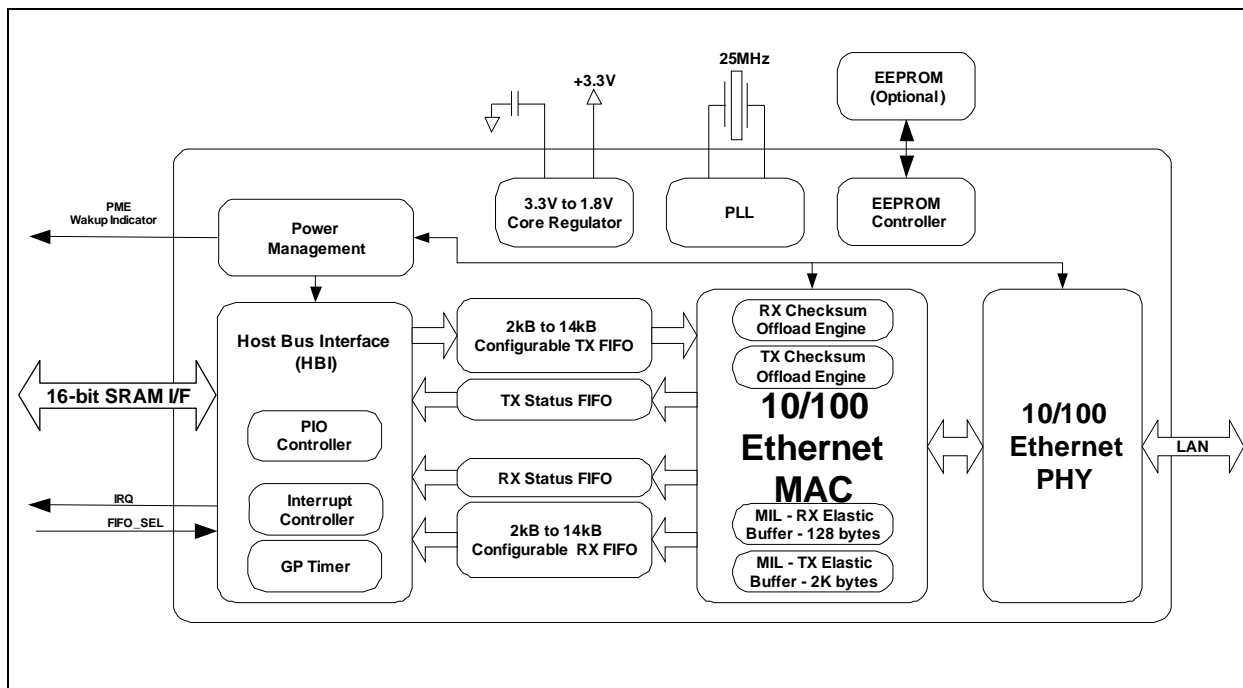 25MHz
+3.3V
EEPROM
(Optional)
3.3V to 1.8V
Core Regulator
PLL
EEPROM
Controller
PME
Wakup Indicator
Power
Management
Host Bus Interface
(HBI)
2kB to 14kB
Configurable TX FIFO
RX Checksum
Offload Engine
TX Checksum
Offload Engine
16-bit SRAM I/F
TX Status FIFO
PIO
Controller
10/100
Ethernet
MAC
10/100
Ethernet
PHY
LAN
RX Status FIFO
IRQ
FIFO_SEL
Interrupt
Controller
2kB to 14kB
Configurable RX FIFO
MIL - RX Elastic
Buffer - 128 bytes
GP Timer
MIL - TX Elastic
Buffer - 2K bytes